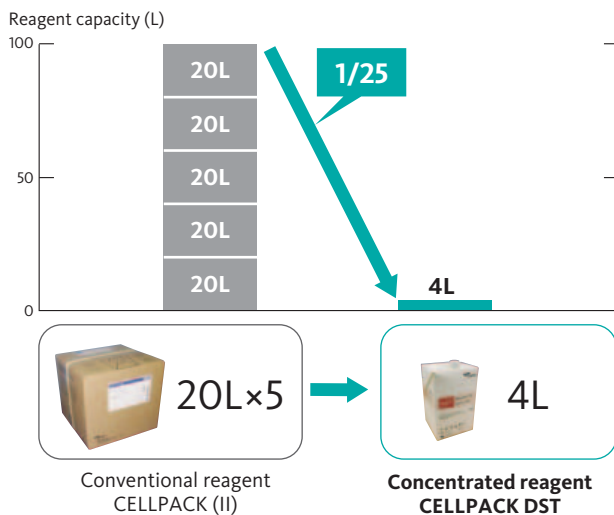 Reagent capacity (L)
100
50
0
20L
20L
20L
20L
20L
1/25
4L
20L×5
4L
Conventional reagent
CELLPACK (II)
Concentrated reagent
CELLPACK DST